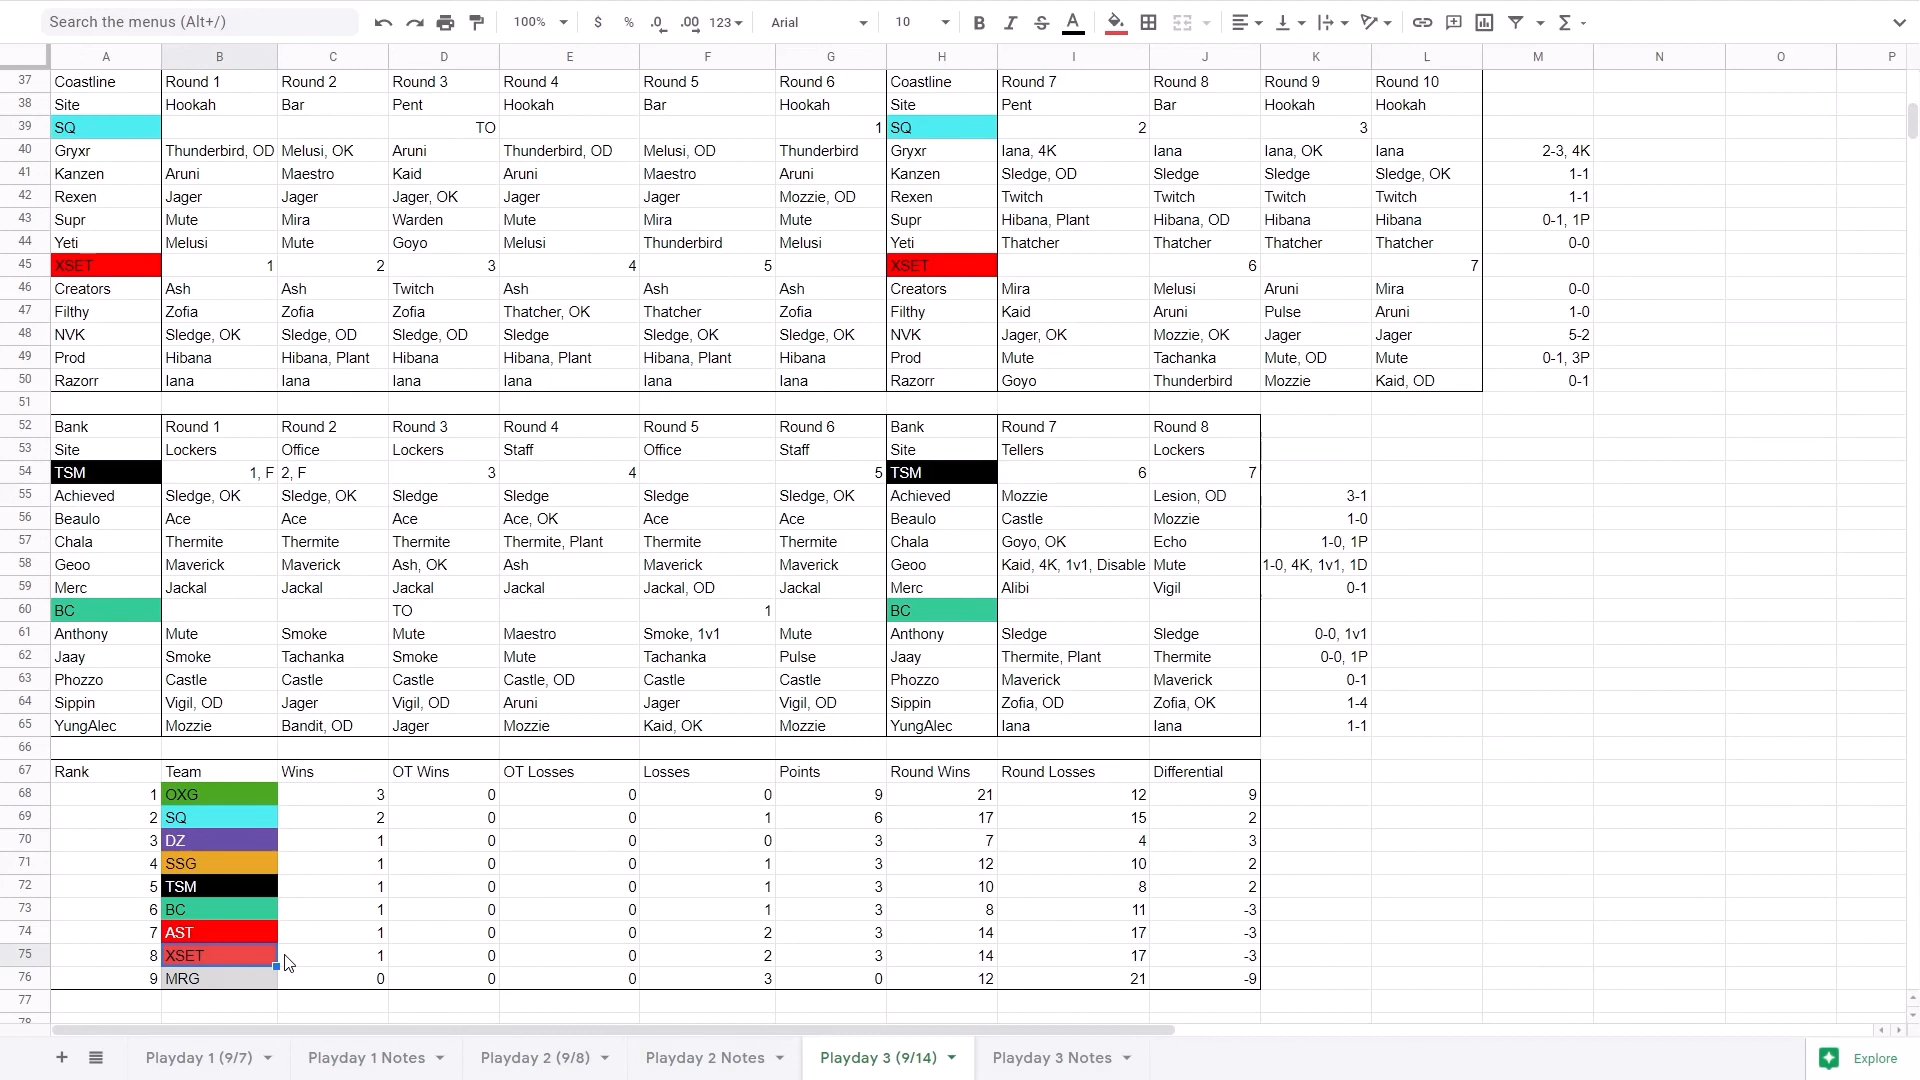 Search the menus (Alt+/) 100% $ % .0 .00 123 Arial 10 B I S A Σ
A B C D E F G H I J K L M N O P
37 Coastline Round 1 Round 2 Round 3 Round 4 Round 5 Round 6 Coastline Round 7 Round 8 Round 9 Round 10
38 Site Hookah Bar Pent Hookah Bar Hookah Site Pent Bar Hookah Hookah
39 SQ TO 1 SQ 2 3
40 Gryxr Thunderbird, OD Melusi, OK Aruni Thunderbird, OD Melusi, OD Thunderbird Gryxr Iana, 4K Iana Iana, OK Iana 2-3, 4K
41 Kanzen Aruni Maestro Kaid Aruni Maestro Aruni Kanzen Sledge, OD Sledge Sledge Sledge, OK 1-1
42 Rexen Jager Jager Jager, OK Jager Jager Mozzie, OD Rexen Twitch Twitch Twitch Twitch 1-1
43 Supr Mute Mira Warden Mute Mira Mute Supr Hibana, Plant Hibana, OD Hibana Hibana 0-1, 1P
44 Yeti Melusi Mute Goyo Melusi Thunderbird Melusi Yeti Thatcher Thatcher Thatcher Thatcher 0-0
45 XSET 1 2 3 4 5 XSET 6 7
46 Creators Ash Ash Twitch Ash Ash Ash Creators Mira Melusi Aruni Mira 0-0
47 Filthy Zofia Zofia Zofia Thatcher, OK Thatcher Zofia Filthy Kaid Aruni Pulse Aruni 1-0
48 NVK Sledge, OK Sledge, OD Sledge, OD Sledge Sledge, OK Sledge, OK NVK Jager, OK Mozzie, OK Jager Jager 5-2
49 Prod Hibana Hibana, Plant Hibana Hibana, Plant Hibana, Plant Hibana Prod Mute Tachanka Mute, OD Mute 0-1, 3P
50 Razorr Iana Iana Iana Iana Iana Iana Razorr Goyo Thunderbird Mozzie Kaid, OD 0-1
51
52 Bank Round 1 Round 2 Round 3 Round 4 Round 5 Round 6 Bank Round 7 Round 8
53 Site Lockers Office Lockers Staff Office Staff Site Tellers Lockers
54 TSM 1, F 2, F 3 4 5 TSM 6 7
55 Achieved Sledge, OK Sledge, OK Sledge Sledge Sledge Sledge, OK Achieved Mozzie Lesion, OD 3-1
56 Beaulo Ace Ace Ace Ace, OK Ace Ace Beaulo Castle Mozzie 1-0
57 Chala Thermite Thermite Thermite Thermite, Plant Thermite Thermite Chala Goyo, OK Echo 1-0, 1P
58 Geoo Maverick Maverick Ash, OK Ash Maverick Maverick Geoo Kaid, 4K, 1v1, Disable Mute 1-0, 4K, 1v1, 1D
59 Merc Jackal Jackal Jackal Jackal Jackal, OD Jackal Merc Alibi Vigil 0-1
60 BC TO 1 BC
61 Anthony Mute Smoke Mute Maestro Smoke, 1v1 Mute Anthony Sledge Sledge 0-0, 1v1
62 Jaay Smoke Tachanka Smoke Mute Tachanka Pulse Jaay Thermite, Plant Thermite 0-0, 1P
63 Phozzo Castle Castle Castle Castle, OD Castle Castle Phozzo Maverick Maverick 0-1
64 Sippin Vigil, OD Jager Vigil, OD Aruni Jager Vigil, OD Sippin Zofia, OD Zofia, OK 1-4
65 YungAlec Mozzie Bandit, OD Jager Mozzie Kaid, OK Mozzie YungAlec Iana Iana 1-1
66
67 Rank Team Wins OT Wins OT Losses Losses Points Round Wins Round Losses Differential
68 1 OXG 3 0 0 0 9 21 12 9
69 2 SQ 2 0 0 1 6 17 15 2
70 3 DZ 1 0 0 0 3 7 4 3
71 4 SSG 1 0 0 1 3 12 10 2
72 5 TSM 1 0 0 1 3 10 8 2
73 6 BC 1 0 0 1 3 8 11 -3
74 7 AST 1 0 0 2 3 14 17 -3
75 8 XSET 1 0 0 2 3 14 17 -3
76 9 MRG 0 0 0 3 0 12 21 -9
77
78
+ Playday 1 (9/7) Playday 1 Notes Playday 2 (9/8) Playday 2 Notes Playday 3 (9/14) Playday 3 Notes Explore